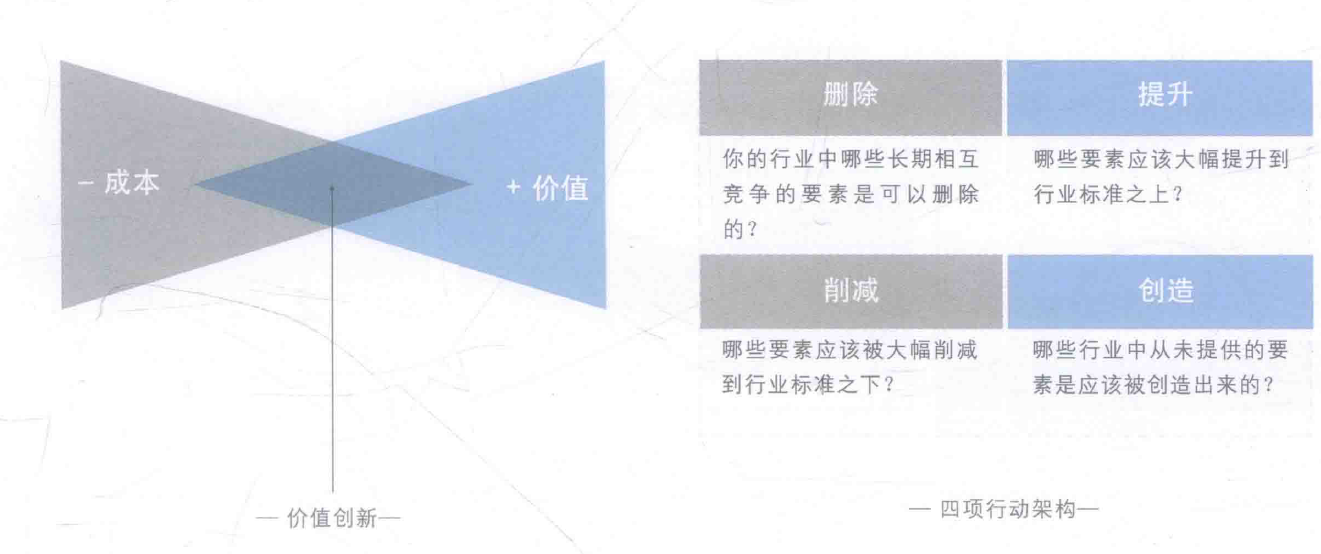 - 成本
+ 价值
— 价值创新—
删除
你的行业中哪些长期相互
竞争的要素是可以删除
的？
提升
哪些要素应该大幅提升到
行业标准之上？
削减
哪些要素应该被大幅削减
到行业标准之下？
创造
哪些行业中从未提供的要
素是应该被创造出来的？
— 四项行动架构—